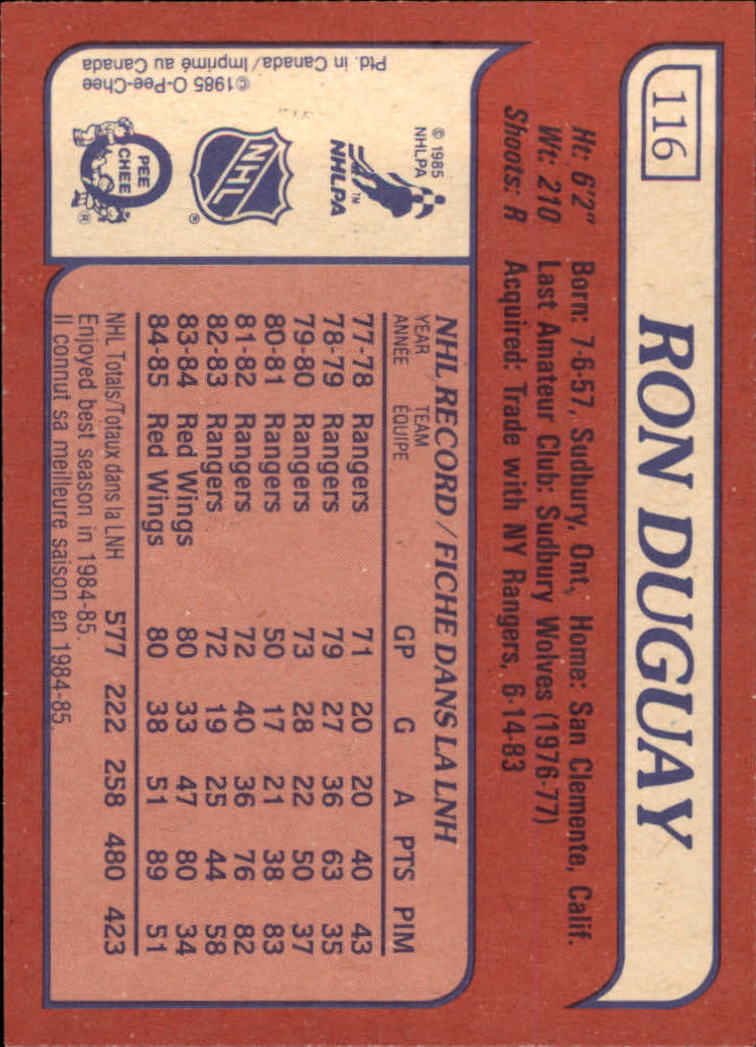 116
RON DUGUAY
Ht: 6'2" Born: 7-6-57, Sudbury, Ont. Home: San Clemente, Calif.
Wt: 210 Last Amateur Club: Sudbury Wolves (1976-77)
Shoots: R Acquired: Trade with NY Rangers, 6-14-83
© 1985
NHLPA
NHLPA
TM
NHL
®
PEE
CHEE
®
©1985 O-Pee-Chee
Ptd. in Canada/Imprimé au Canada
NHL RECORD / FICHE DANS LA LNH
YEAR TEAM
ANNÉE ÉQUIPE GP G A PTS PIM
77-78 Rangers 71 20 20 40 43
78-79 Rangers 79 27 36 63 35
79-80 Rangers 73 28 22 50 37
80-81 Rangers 50 17 21 38 83
81-82 Rangers 72 40 36 76 82
82-83 Rangers 72 19 25 44 58
83-84 Red Wings 80 33 47 80 34
84-85 Red Wings 80 38 51 89 51
NHL Totals/Totaux dans la LNH 577 222 258 480 423
Enjoyed best season in 1984-85.
Il connut sa meilleure saison en 1984-85.